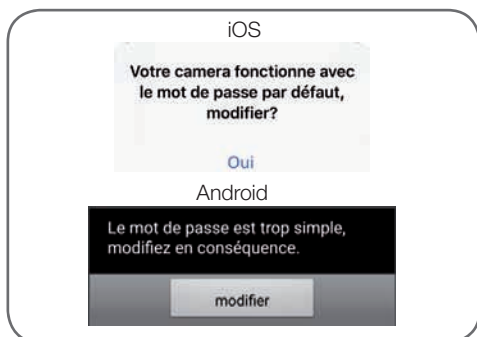 iOS
Votre camera fonctionne avec
le mot de passe par défaut,
modifier?
Oui
Android
Le mot de passe est trop simple,
modifiez en conséquence.
modifier